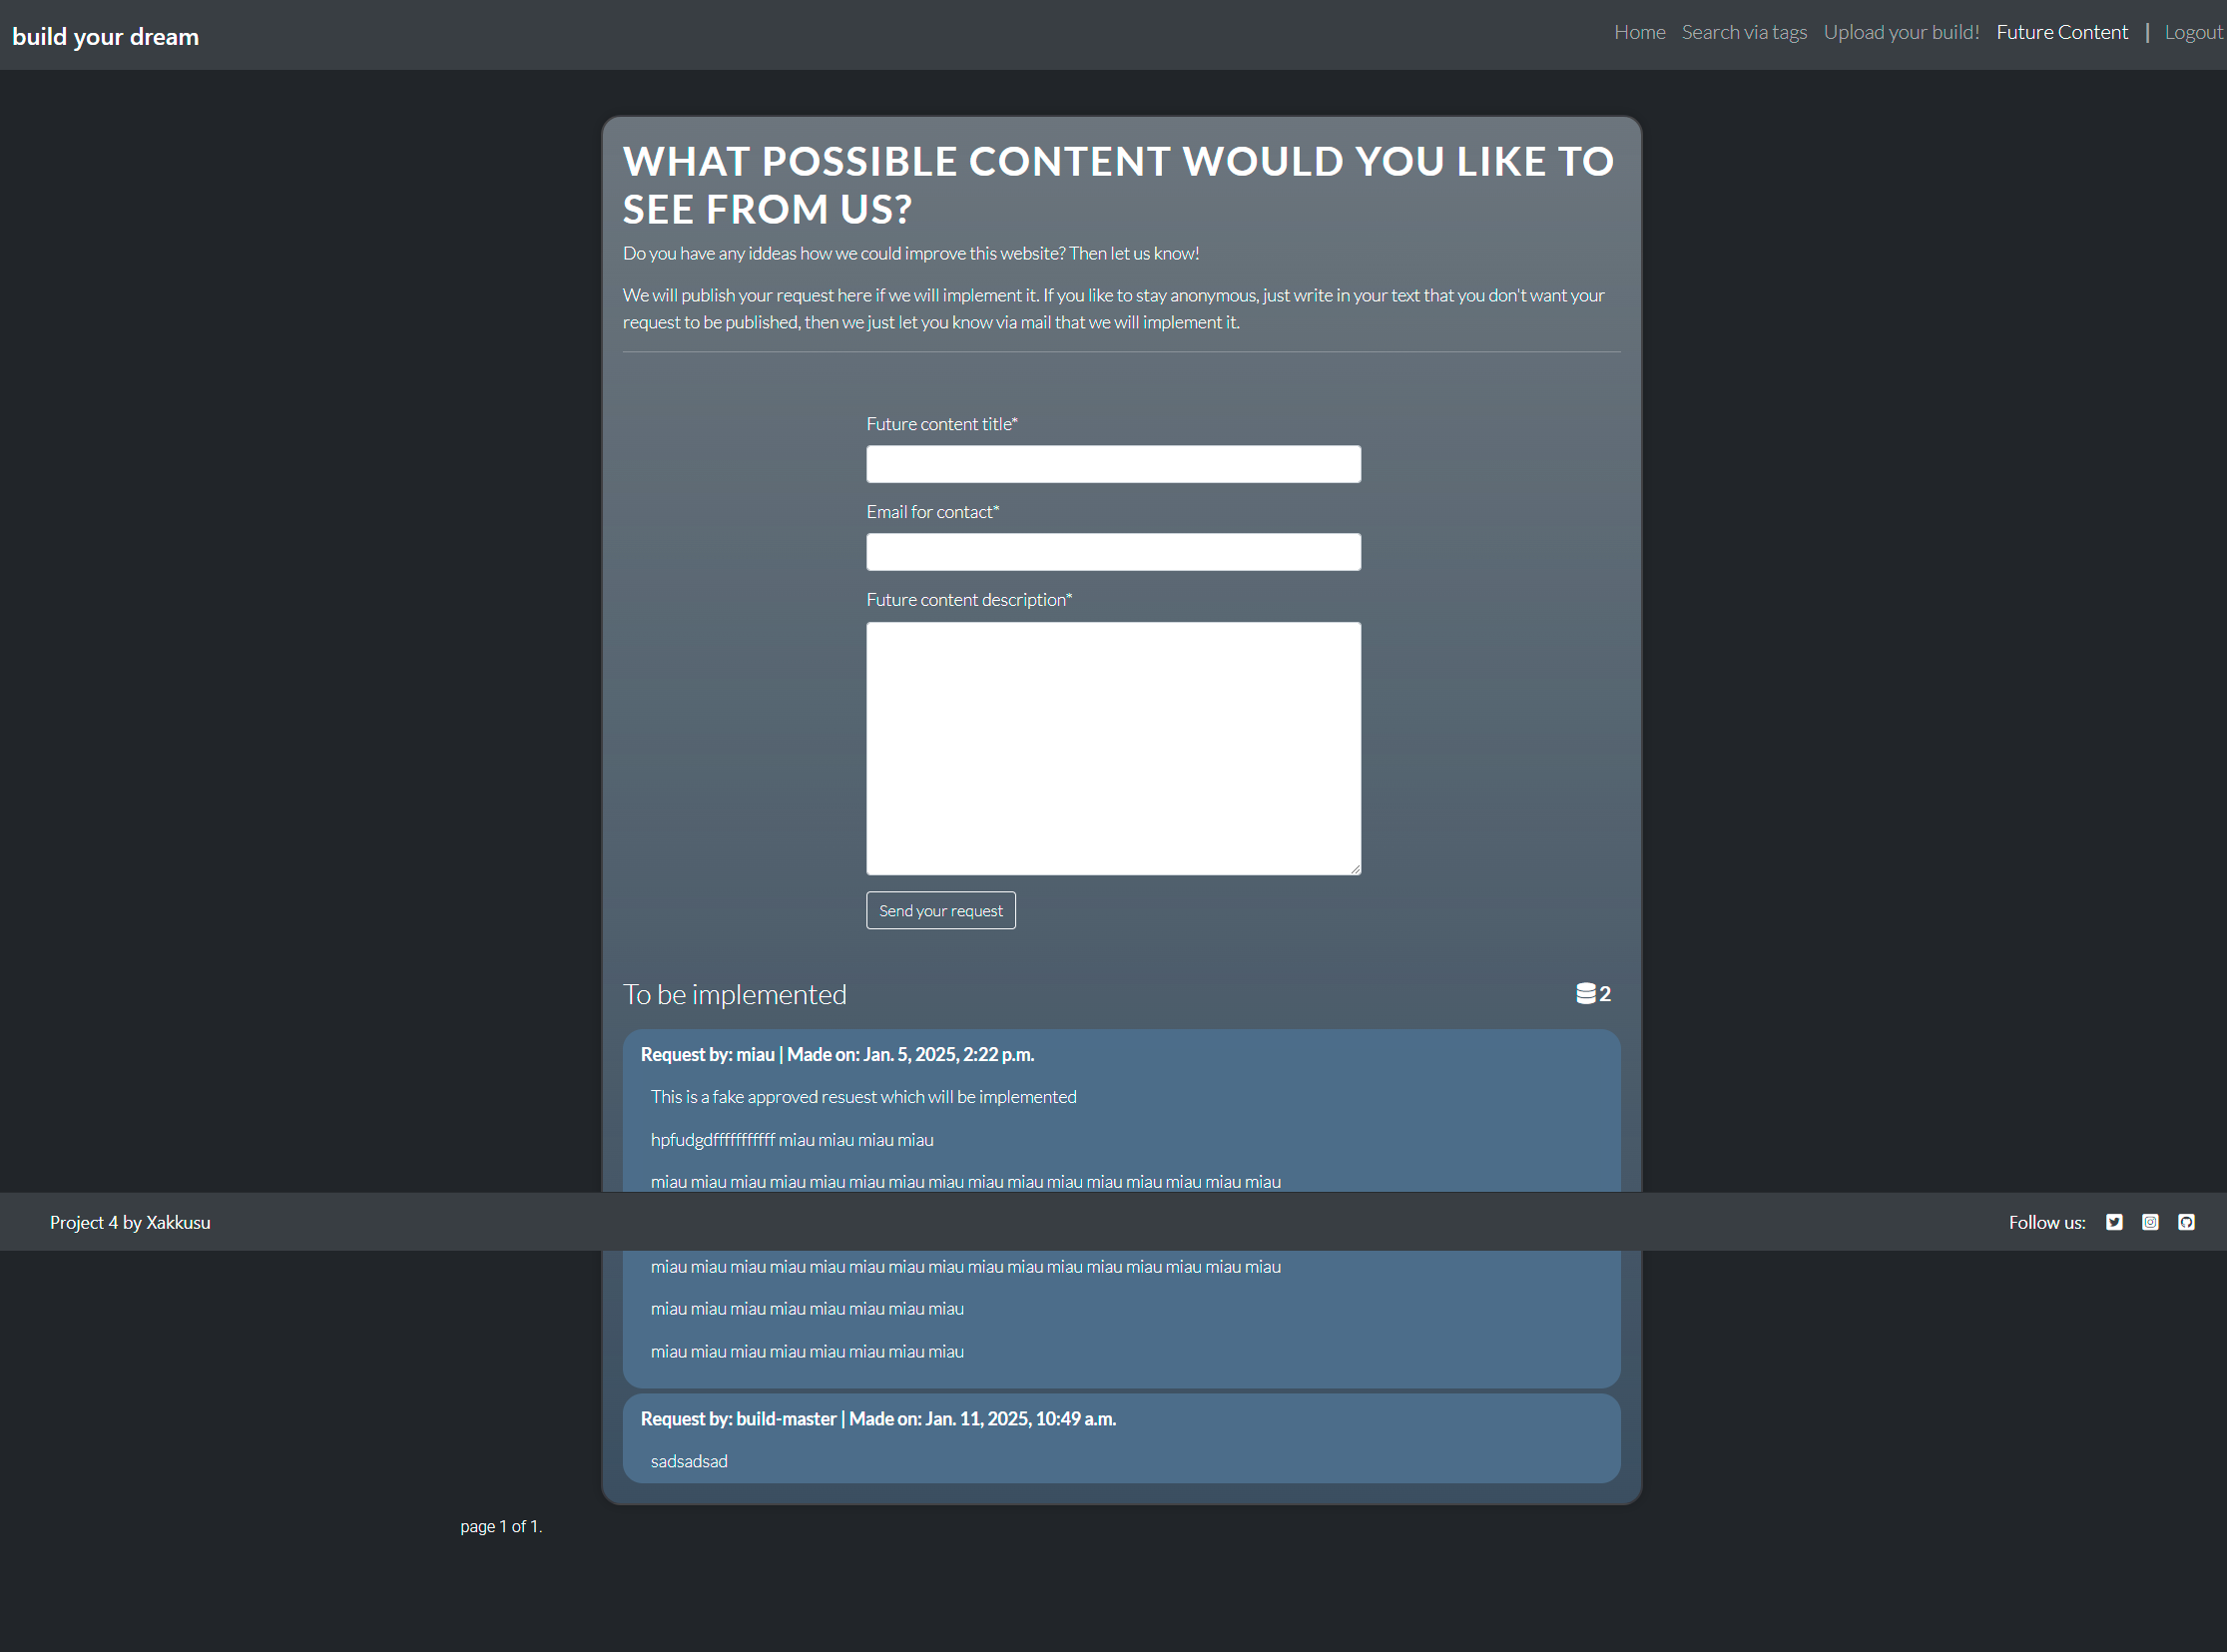 build your dream
Home Search via tags Upload your build! Future Content | Logout
WHAT POSSIBLE CONTENT WOULD YOU LIKE TO
SEE FROM US?
Do you have any iddeas how we could improve this website? Then let us know!
We will publish your request here if we will implement it. If you like to stay anonymous, just write in your text that you don't want your
request to be published, then we just let you know via mail that we will implement it.
Future content title*
Email for contact*
Future content description*
Send your request
To be implemented
2
Request by: miau | Made on: Jan. 5, 2025, 2:22 p.m.
This is a fake approved resuest which will be implemented
hpfudgdfffffffffff miau miau miau miau
miau miau miau miau miau miau miau miau miau miau miau miau miau miau miau miau
Project 4 by Xakkusu
Follow us:
miau miau miau miau miau miau miau miau miau miau miau miau miau miau miau miau
miau miau miau miau miau miau miau miau
miau miau miau miau miau miau miau miau
Request by: build-master | Made on: Jan. 11, 2025, 10:49 a.m.
sadsadsad
page 1 of 1.